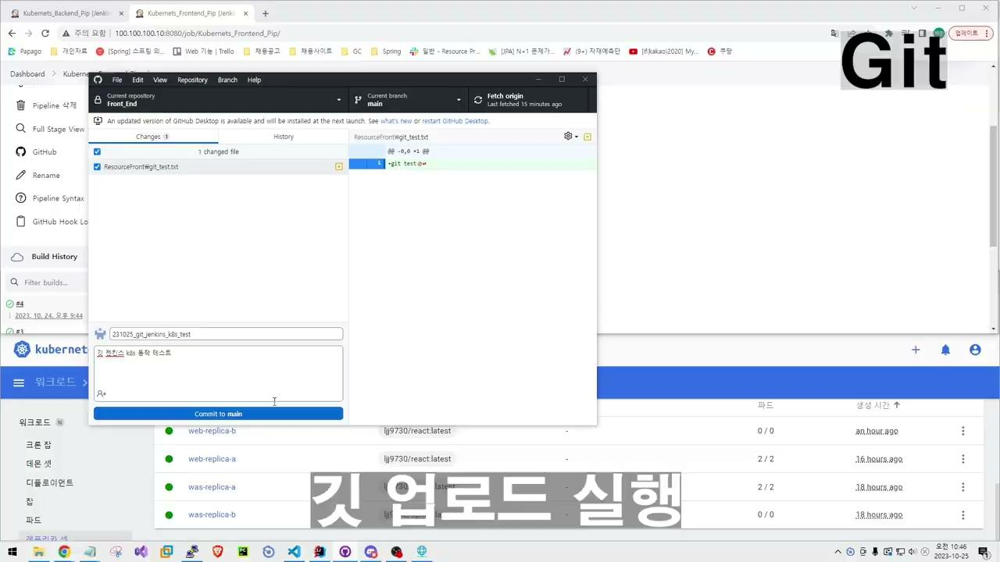 Kubernets_Backend_Pip [Jenki
Kubernets_Frontend_Pip [Jenki
주의 요함
100.100.100.10:8080/job/Kubernets_Frontend_Pip/
업데이트
Papago
개인자료
[Spring] 스프링 의...
Web 기능 | Trello
채용공고
채용사이트
GC
Spring
일반 - Resource Pr...
[JPA] N+1 문제가...
(9+) 자재예측단
[if(kakao)2020] My...
쿠팡
Git
Dashboard
Pipeline 삭제
Full Stage View
GitHub
Rename
Pipeline Syntax
GitHub Hook Lo
Build History
Filter builds...
#4
2023. 10. 24. 오후 9:44
#3
File Edit View Repository Branch Help
Current repository
Front_End
Current branch
main
Fetch origin
Last fetched 15 minutes ago
An updated version of GitHub Desktop is available and will be installed at the next launch. See what's new or restart GitHub Desktop.
Changes 1
History
1 changed file
ResourceFront₩git_test.txt
ResourceFront₩git_test.txt
@@ -0,0 +1 @@
1 +git test
231025_git_jenkins_k8s_test
깃 젠킨스 k8s 동작 테스트
Commit to main
워크로드
워크로드 N
크론 잡
데몬 셋
디플로이먼트
잡
파드
레플리카 셋
파드
생성 시간
web-replica-b
ljj9730/react:latest
-
0 / 0
an hour ago
web-replica-a
ljj9730/react:latest
-
2 / 2
16 hours ago
was-replica-a
-
2 / 2
18 hours ago
was-replica-b
-
0 / 0
18 hours ago
깃 업로드 실행
오전 10:46
2023-10-25